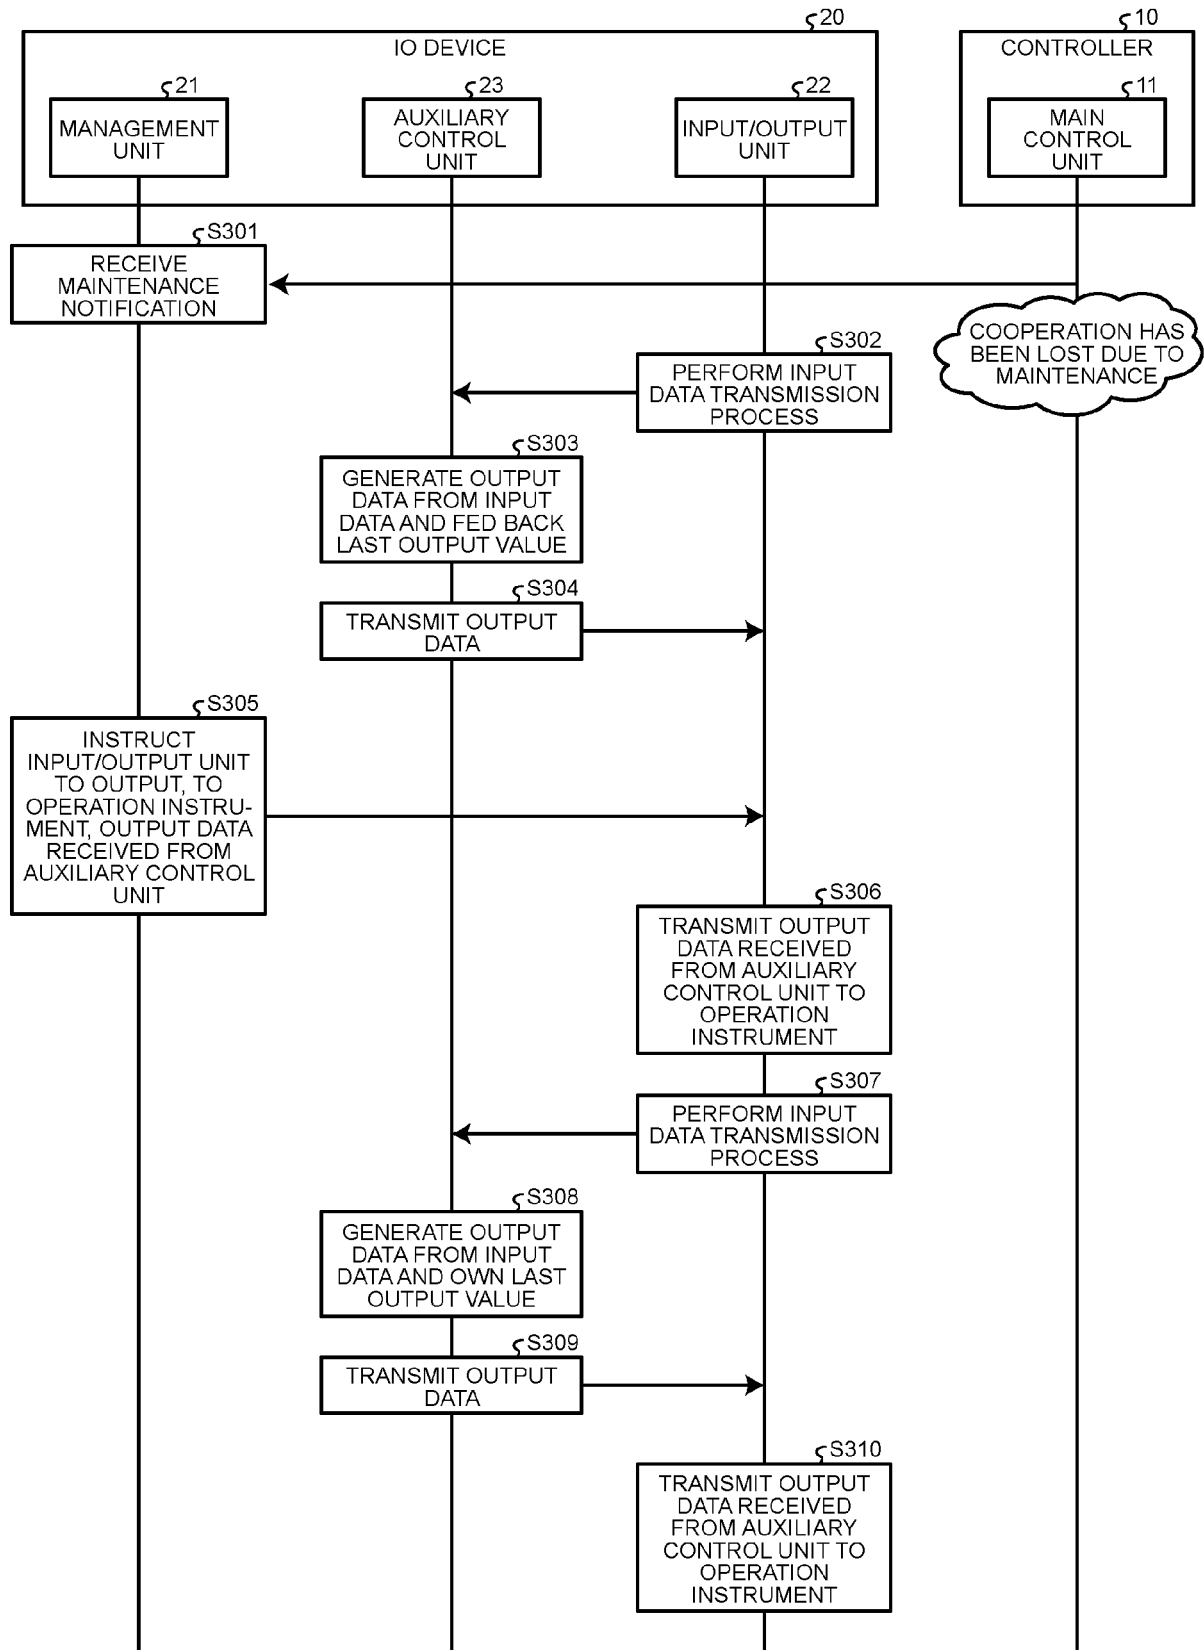 20
IO DEVICE
10
CONTROLLER
21
MANAGEMENT
UNIT
23
AUXILIARY
CONTROL
UNIT
22
INPUT/OUTPUT
UNIT
11
MAIN
CONTROL
UNIT
S301
RECEIVE
MAINTENANCE
NOTIFICATION
COOPERATION HAS
BEEN LOST DUE TO
MAINTENANCE
S302
PERFORM INPUT
DATA TRANSMISSION
PROCESS
S303
GENERATE OUTPUT
DATA FROM INPUT
DATA AND FED BACK
LAST OUTPUT VALUE
S304
TRANSMIT OUTPUT
DATA
S305
INSTRUCT
INPUT/OUTPUT UNIT
TO OUTPUT, TO
OPERATION INSTRU-
MENT, OUTPUT DATA
RECEIVED FROM
AUXILIARY CONTROL
UNIT
S306
TRANSMIT OUTPUT
DATA RECEIVED
FROM AUXILIARY
CONTROL UNIT TO
OPERATION
INSTRUMENT
S307
PERFORM INPUT
DATA TRANSMISSION
PROCESS
S308
GENERATE OUTPUT
DATA FROM INPUT
DATA AND OWN LAST
OUTPUT VALUE
S309
TRANSMIT OUTPUT
DATA
S310
TRANSMIT OUTPUT
DATA RECEIVED
FROM AUXILIARY
CONTROL UNIT TO
OPERATION
INSTRUMENT